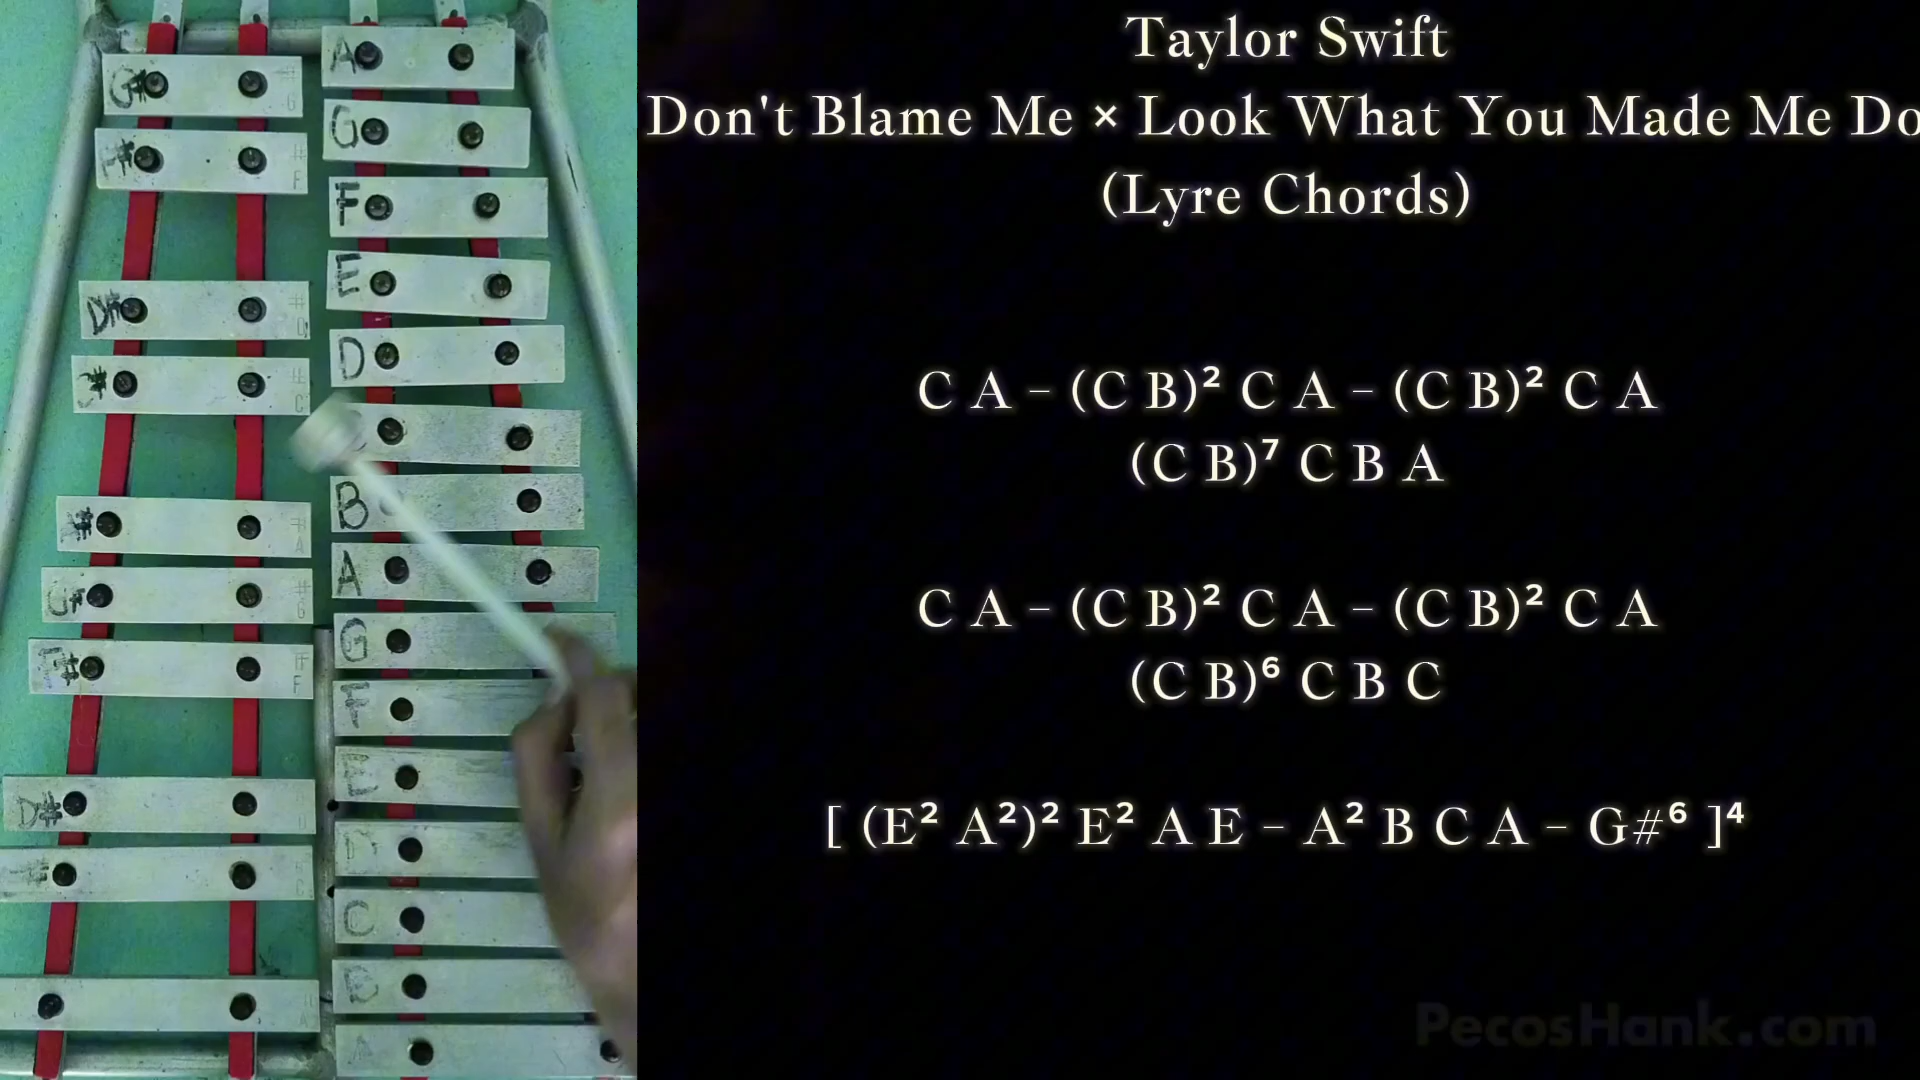 Taylor Swift
Don't Blame Me × Look What You Made Me Do
(Lyre Chords)
C A – (C B)² C A – (C B)² C A
(C B)⁷ C B A
C A – (C B)² C A – (C B)² C A
(C B)⁶ C B C
[ (E² A²)² E² A E – A² B C A – G#⁶ ]⁴
PecosHank.com
G#
A
F#
G
F
E
D#
D
C#
B
A
G#
G
F#
F
E
D#
C